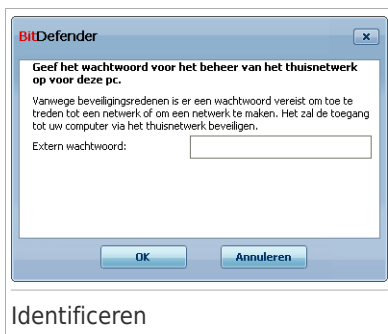 BitDefender
Geef het wachtwoord voor het beheer van het thuisnetwerk
op voor deze pc.
Vanwege beveiligingsredenen is er een wachtwoord vereist om toe te
treden tot een netwerk of om een netwerk te maken. Het zal de toegang
tot uw computer via het thuisnetwerk beveiligen.
Extern wachtwoord:
OK Annuleren
Identificeren